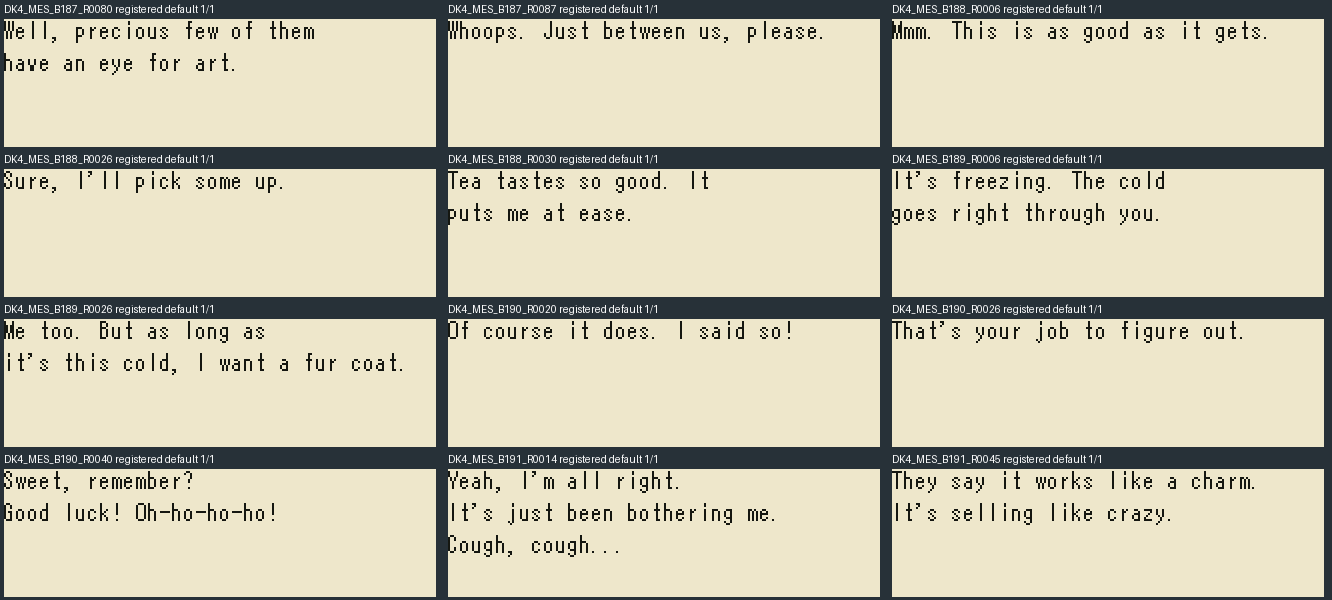 DK4_MES_B187_R0080 registered default 1/1
Well, precious few of them
have an eye for art.
DK4_MES_B187_R0087 registered default 1/1
Whoops. Just between us, please.
DK4_MES_B188_R0006 registered default 1/1
Mmm. This is as good as it gets.
DK4_MES_B188_R0026 registered default 1/1
Sure, I'll pick some up.
DK4_MES_B188_R0030 registered default 1/1
Tea tastes so good. It
puts me at ease.
DK4_MES_B189_R0006 registered default 1/1
It's freezing. The cold
goes right through you.
DK4_MES_B189_R0026 registered default 1/1
Me too. But as long as
it's this cold, I want a fur coat.
DK4_MES_B190_R0020 registered default 1/1
Of course it does. I said so!
DK4_MES_B190_R0026 registered default 1/1
That's your job to figure out.
DK4_MES_B190_R0040 registered default 1/1
Sweet, remember?
Good luck! Oh-ho-ho-ho!
DK4_MES_B191_R0014 registered default 1/1
Yeah, I'm all right.
It's just been bothering me.
Cough, cough...
DK4_MES_B191_R0045 registered default 1/1
They say it works like a charm.
It's selling like crazy.